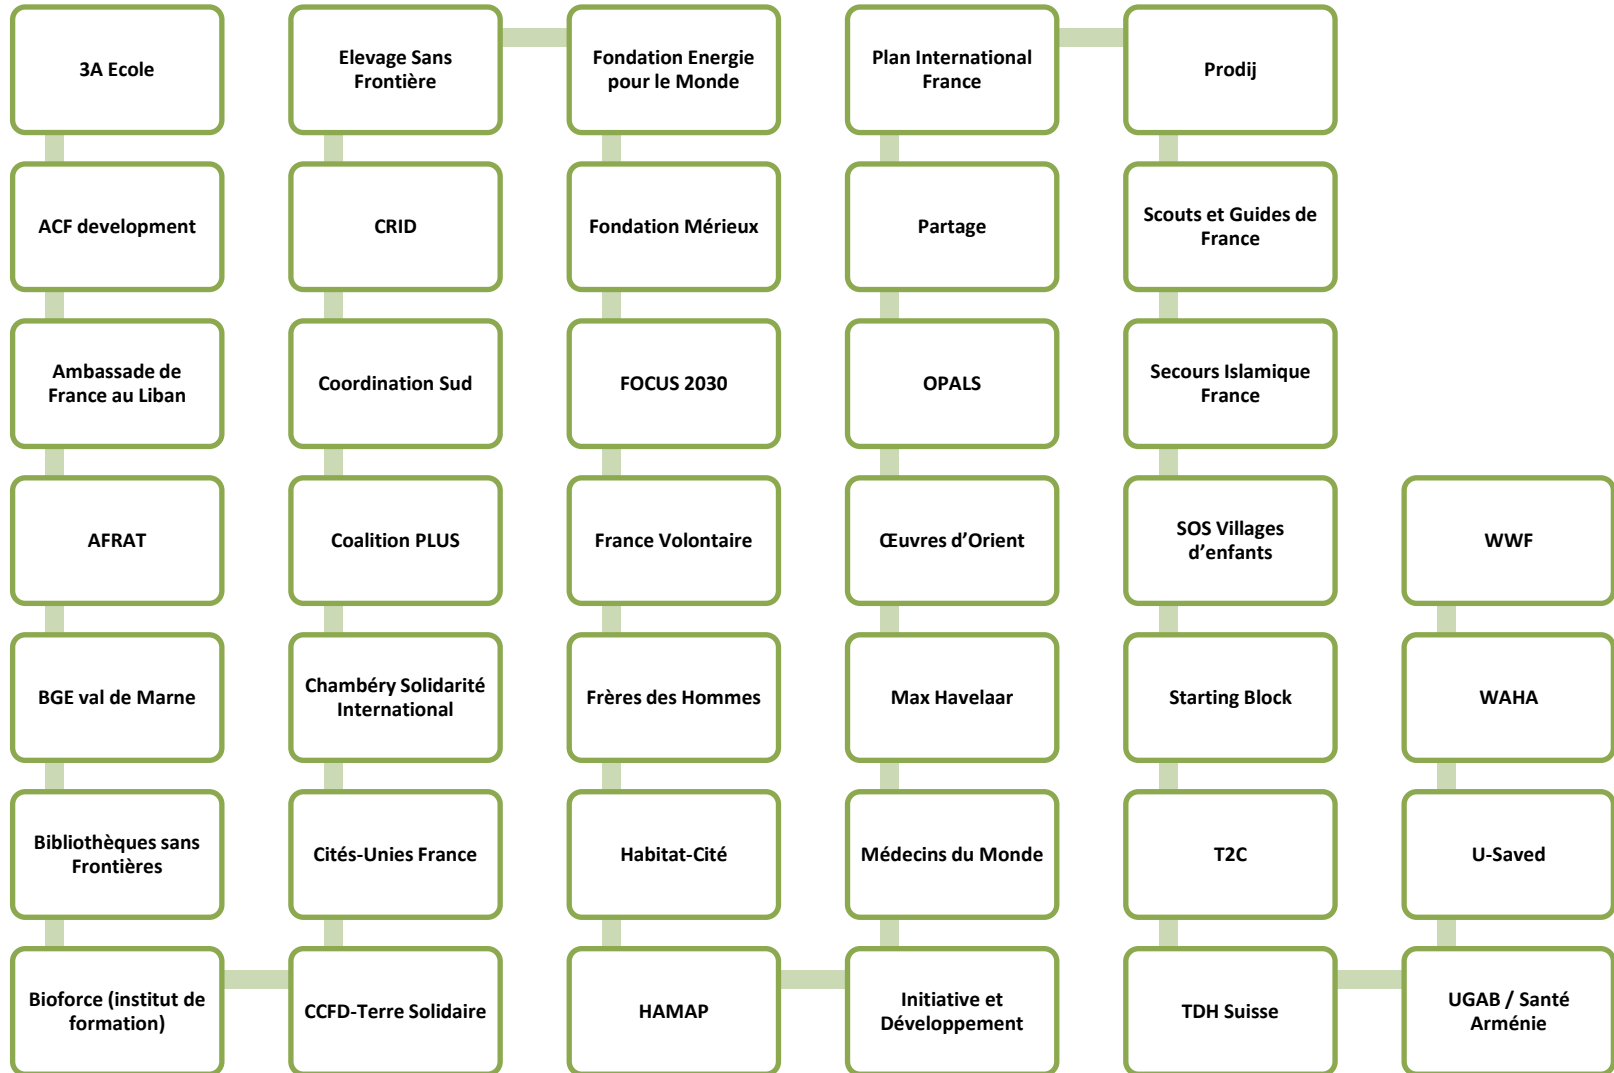 3A Ecole
ACF development
Ambassade de
France au Liban
AFRAT
BGE val de Marne
Bibliothèques sans
Frontières
Bioforce (institut de
formation)
CCFD-Terre Solidaire
Cités-Unies France
Chambéry Solidarité
International
Coalition PLUS
Coordination Sud
CRID
Elevage Sans
Frontière
Fondation Energie
pour le Monde
Fondation Mérieux
FOCUS 2030
France Volontaire
Frères des Hommes
Habitat-Cité
HAMAP
Initiative et
Développement
Médecins du Monde
Max Havelaar
Œuvres d’Orient
OPALS
Partage
Plan International
France
Prodij
Scouts et Guides de
France
Secours Islamique
France
SOS Villages
d’enfants
Starting Block
T2C
TDH Suisse
UGAB / Santé
Arménie
U-Saved
WAHA
WWF